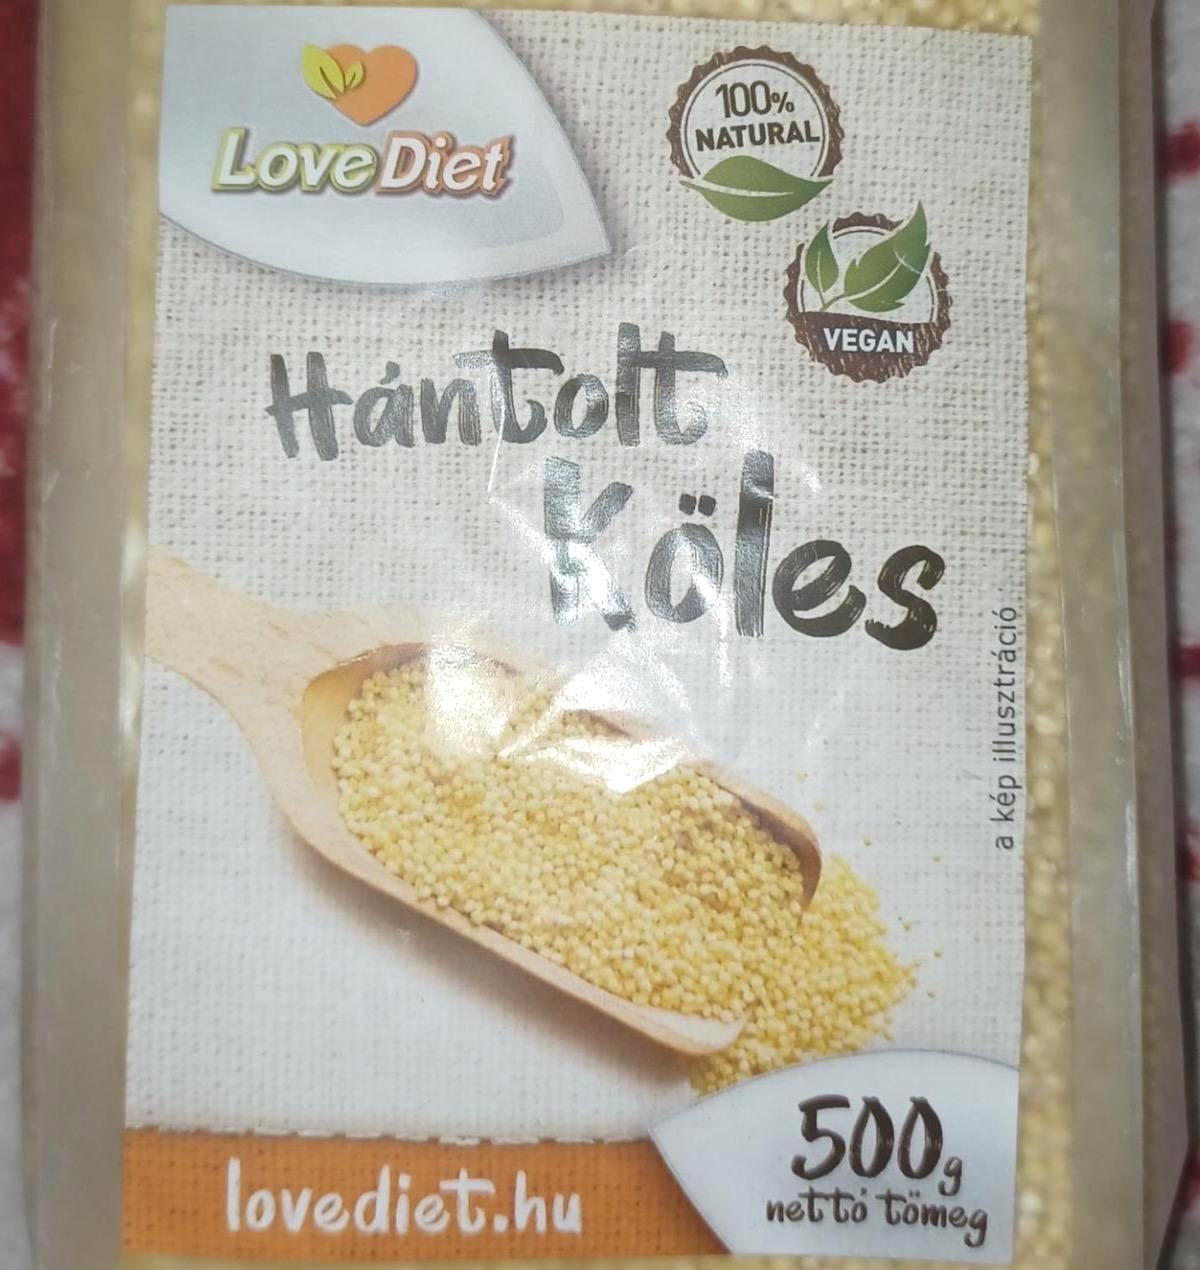 Love Diet
100%
NATURAL
VEGAN
Hántolt
Köles
a kép illusztráció
500g
nettó tömeg
lovediet.hu